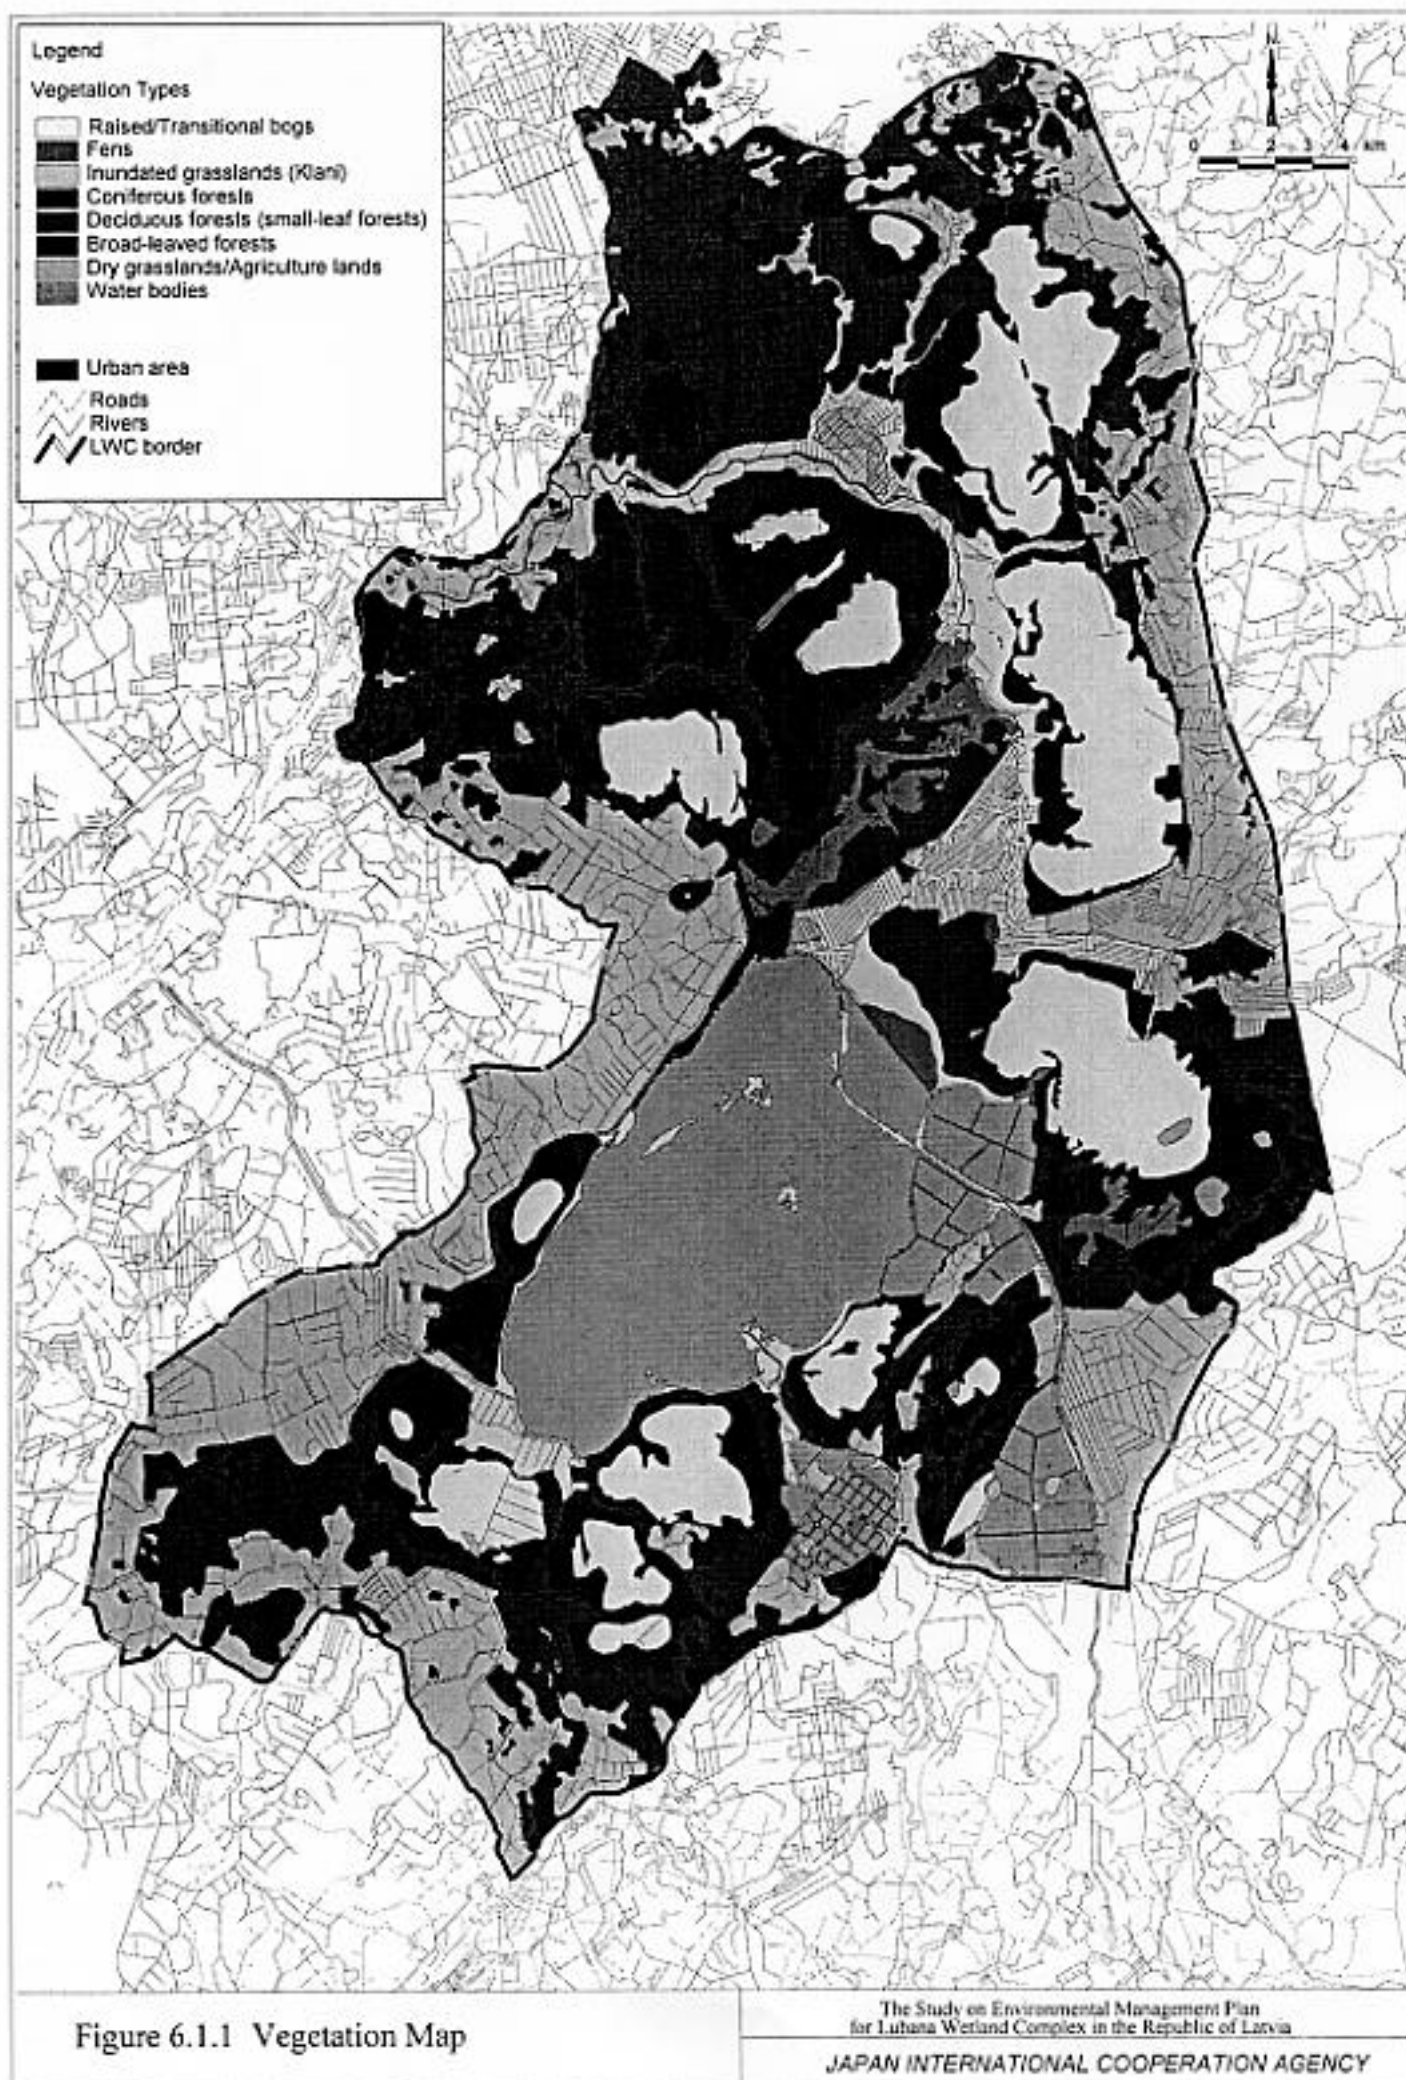 Legend
Vegetation Types
Raised/Transitional bogs
Fens
Inundated grasslands (Klani)
Coniferous forests
Deciduous forests (small-leaf forests)
Broad-leaved forests
Dry grasslands/Agriculture lands
Water bodies
Urban area
Roads
Rivers
LWC border
N
0 1 2 3 4 km
Figure 6.1.1 Vegetation Map
The Study on Environmental Management Plan
for Lubana Wetland Complex in the Republic of Latvia
JAPAN INTERNATIONAL COOPERATION AGENCY